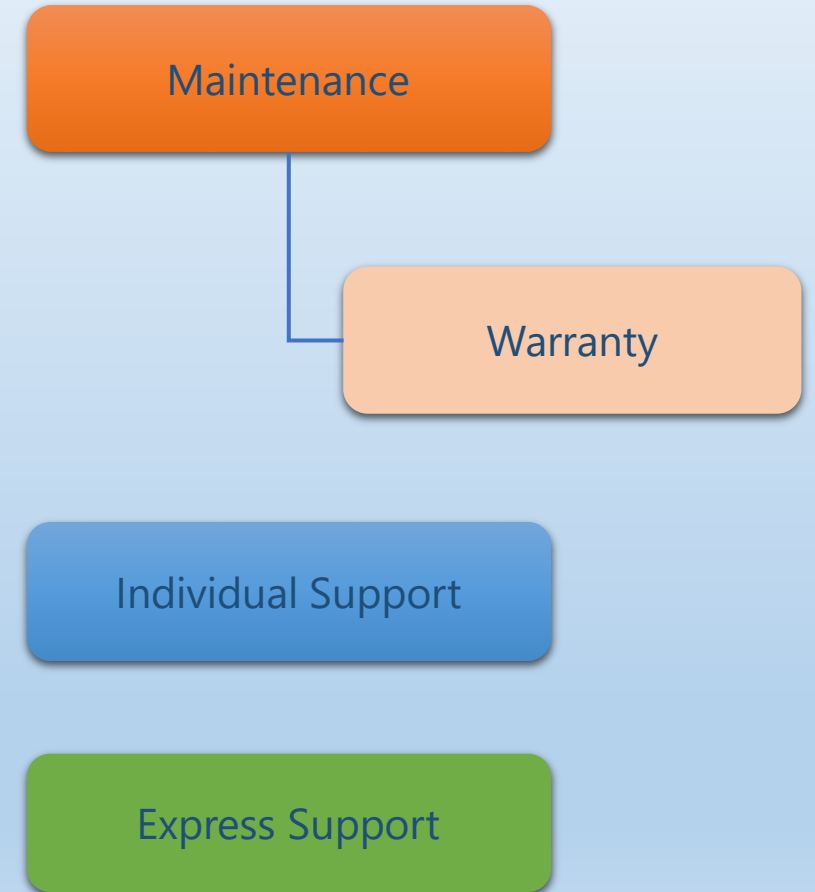 Maintenance
Warranty
Individual Support
Express Support